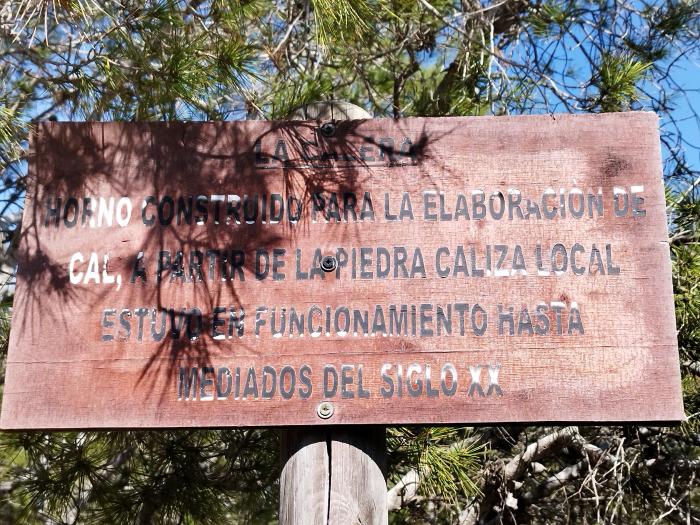 LA CALERA
HORNO CONSTRUIDO PARA LA ELABORACION DE
CAL, A PARTIR DE LA PIEDRA CALIZA LOCAL
ESTUVO EN FUNCIONAMIENTO HASTA
MEDIADOS DEL SIGLO XX